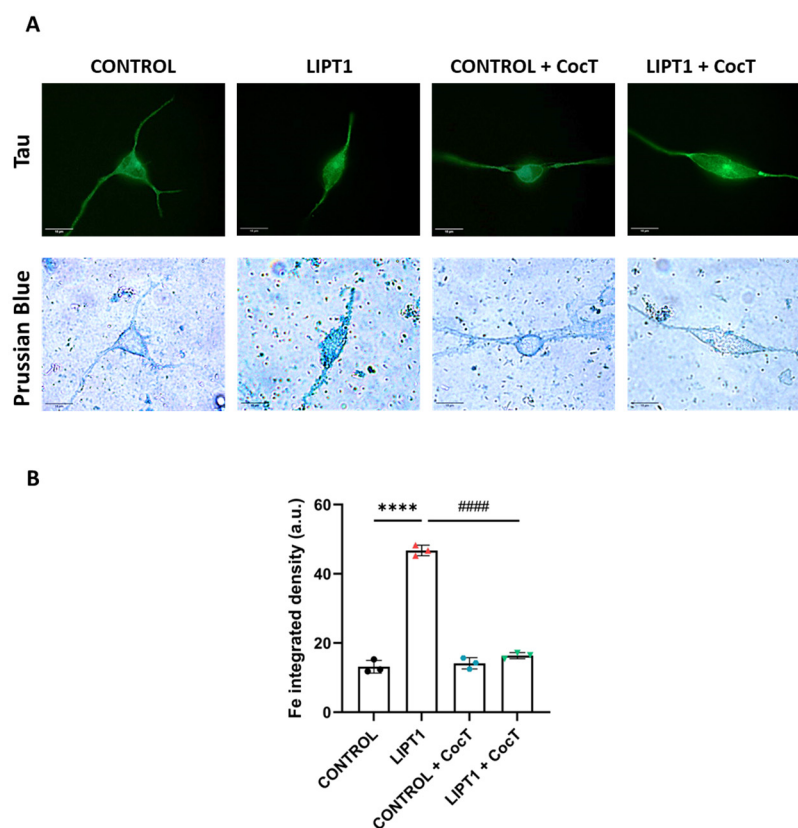 A
CONTROL
LIPT1
CONTROL + CocT
LIPT1 + CocT
Tau
Prussian Blue
B
Fe integrated density (a.u.)
60
40
20
0
****
####
CONTROL
LIPT1
CONTROL + CocT
LIPT1 + CocT